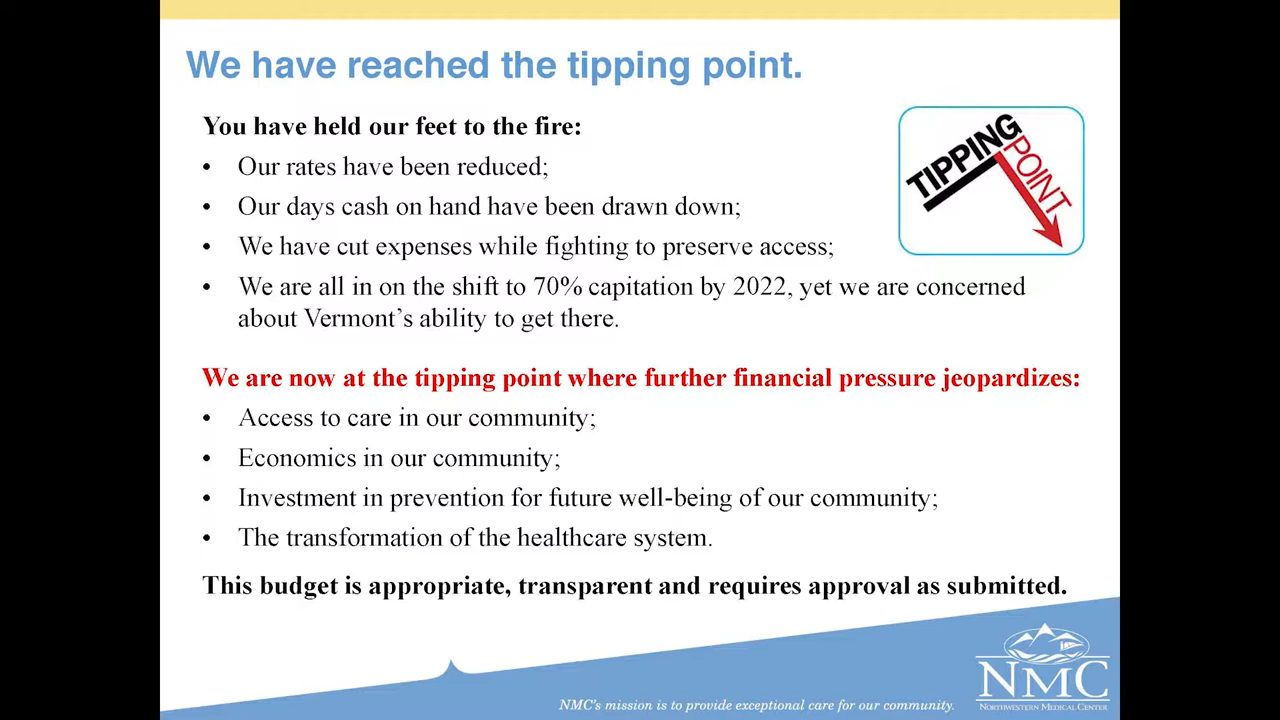 We have reached the tipping point.
You have held our feet to the fire:
• Our rates have been reduced;
• Our days cash on hand have been drawn down;
• We have cut expenses while fighting to preserve access;
• We are all in on the shift to 70% capitation by 2022, yet we are concerned
about Vermont’s ability to get there.
TIPPING
POINT
We are now at the tipping point where further financial pressure jeopardizes:
• Access to care in our community;
• Economics in our community;
• Investment in prevention for future well-being of our community;
• The transformation of the healthcare system.
This budget is appropriate, transparent and requires approval as submitted.
NMC's mission is to provide exceptional care for our community.
NMC
NORTHWESTERN MEDICAL CENTER